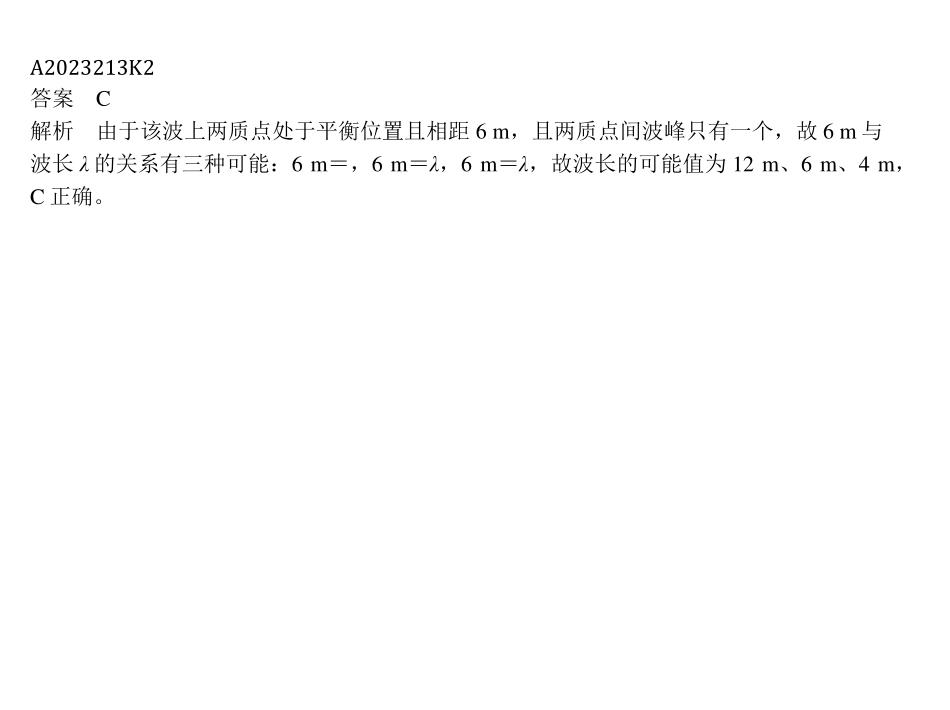 A2023213K2
答案 C
解析 由于该波上两质点处于平衡位置且相距 6 m，且两质点间波峰只有一个，故 6 m 与
波长 λ 的关系有三种可能：6 m＝，6 m＝λ，6 m＝λ，故波长的可能值为 12 m、6 m、4 m，
C 正确。